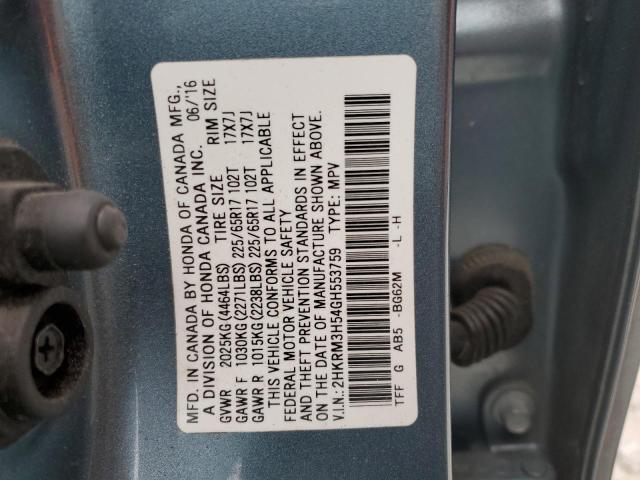 MFD. IN CANADA BY HONDA OF CANADA MFG.,
A DIVISION OF HONDA CANADA INC. 06/'16
GVWR 2025KG(4464LBS) TIRE SIZE RIM SIZE
GAWR F 1030KG(2271LBS) 225/65R17 102T 17X7J
GAWR R 1015KG(2238LBS) 225/65R17 102T 17X7J
THIS VEHICLE CONFORMS TO ALL APPLICABLE
FEDERAL MOTOR VEHICLE SAFETY
AND THEFT PREVENTION STANDARDS IN EFFECT
ON THE DATE OF MANUFACTURE SHOWN ABOVE.
V.I.N.: 2HKRM3H54GH553759 TYPE: MPV
TFF G AB5 -BG62M -L -H